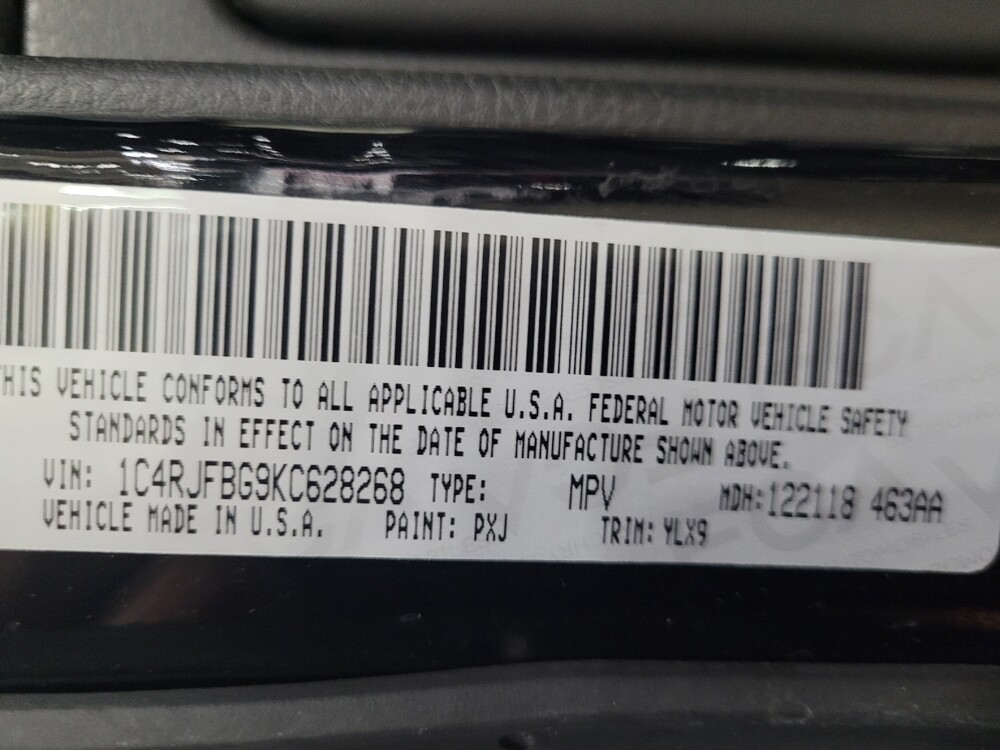 THIS VEHICLE CONFORMS TO ALL APPLICABLE U.S.A. FEDERAL MOTOR VEHICLE SAFETY
STANDARDS IN EFFECT ON THE DATE OF MANUFACTURE SHOWN ABOVE.
VIN: 1C4RJFBG9KC628268 TYPE: MPV MDH:122118 463AA
VEHICLE MADE IN U.S.A. PAINT: PXJ TRIM: YLX9